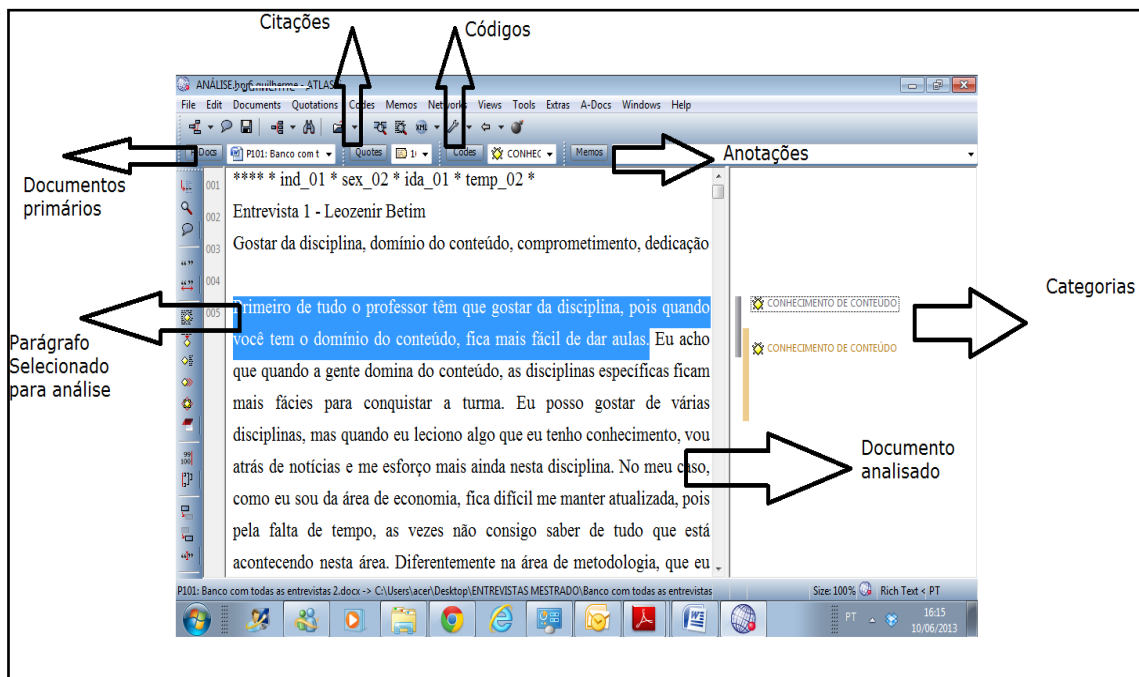 Citações
Códigos
ANÁLISE.hpr6 guilherme - ATLAS
File Edit Documents Quotations Codes Memos Networks Views Tools Extras A-Docs Windows Help
Docs P101: Banco com t Quotes Codes CONHEC Memos Anotações
Documentos
primários
001 **** * ind_01 * sex_02 * ida_01 * temp_02 *
002 Entrevista 1 - Leozenir Betim
003 Gostar da disciplina, domínio do conteúdo, comprometimento, dedicação
004
005 Primeiro de tudo o professor têm que gostar da disciplina, pois quando
você tem o domínio do conteúdo, fica mais fácil de dar aulas. Eu acho
que quando a gente domina do conteúdo, as disciplinas específicas ficam
mais fácies para conquistar a turma. Eu posso gostar de várias
disciplinas, mas quando eu leciono algo que eu tenho conhecimento, vou
atrás de notícias e me esforço mais ainda nesta disciplina. No meu caso,
como eu sou da área de economia, fica difícil me manter atualizada, pois
pela falta de tempo, as vezes não consigo saber de tudo que está
acontecendo nesta área. Diferentemente na área de metodologia, que eu
CONHECIMENTO DE CONTEÚDO
CONHECIMENTO DE CONTEÚDO
Categorias
Parágrafo
Selecionado
para análise
Documento
analisado
P101: Banco com todas as entrevistas 2.docx -> C:\Users\acer\Desktop\ENTREVISTAS MESTRADO\Banco com todas as entrevistas
Size: 100% Rich Text < PT
PT
16:15
10/06/2013